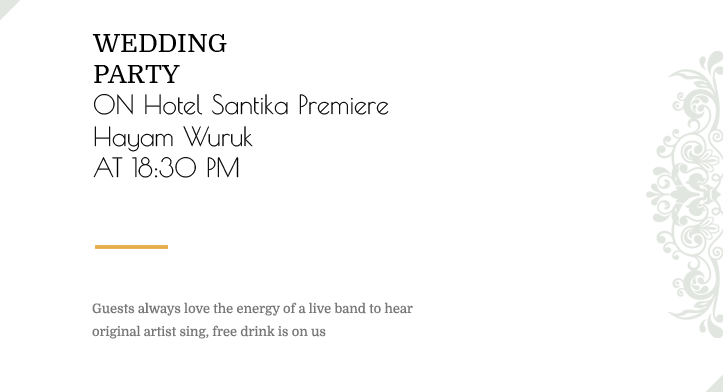 WEDDING
PARTY
ON Hotel Santika Premiere
Hayam Wuruk
AT 18:30 PM
Guests always love the energy of a live band to hear
original artist sing, free drink is on us